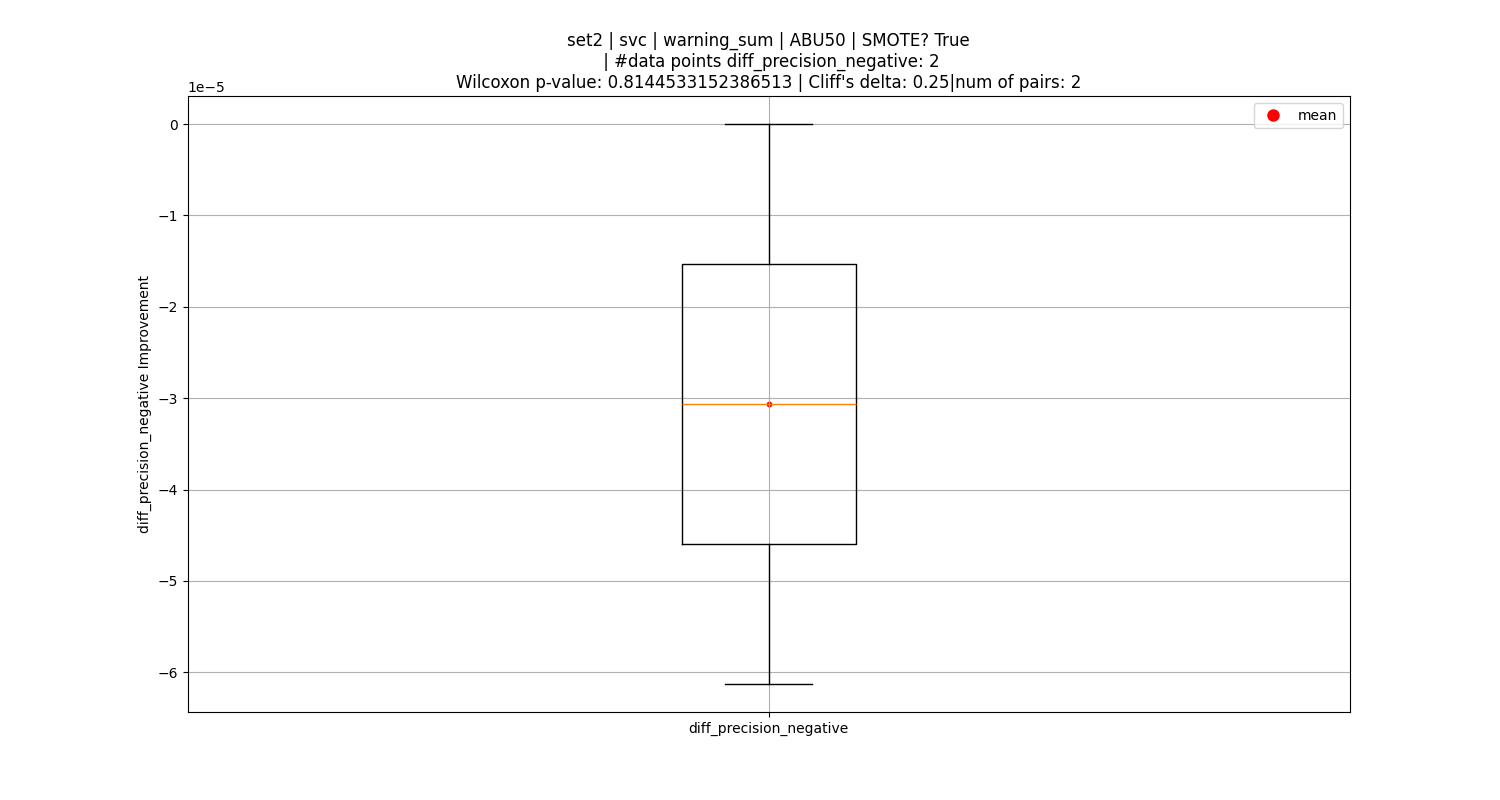 set2 | svc | warning_sum | ABU50 | SMOTE? True
| #data points diff_precision_negative: 2
Wilcoxon p-value: 0.8144533152386513 | Cliff's delta: 0.25|num of pairs: 2
1e−5
mean
0
−1
−2
−3
−4
−5
−6
diff_precision_negative Improvement
diff_precision_negative